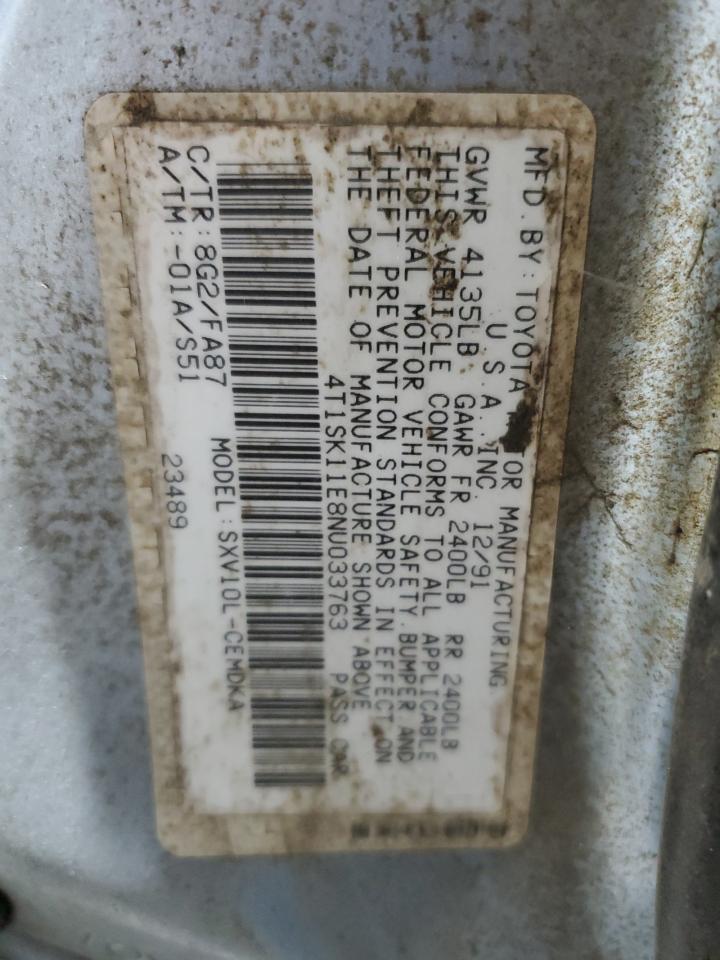 MFD. BY: TOYOTA MANUFACTURING
U.S.A. INC. 12/91
GVWR 4135LB GAWR FR 2400LB RR 2400LB
THIS VEHICLE CONFORMS TO ALL APPLICABLE
FEDERAL MOTOR VEHICLE SAFETY, BUMPER, AND
THEFT PREVENTION STANDARDS IN EFFECT ON
THE DATE OF MANUFACTURE SHOWN ABOVE.
4T1SK11E8NU033763 PASS CAR
MODEL: SXV10L-CEMDKA
C/TR: 8G2/FA87
A/TM: -01A/S51 23489